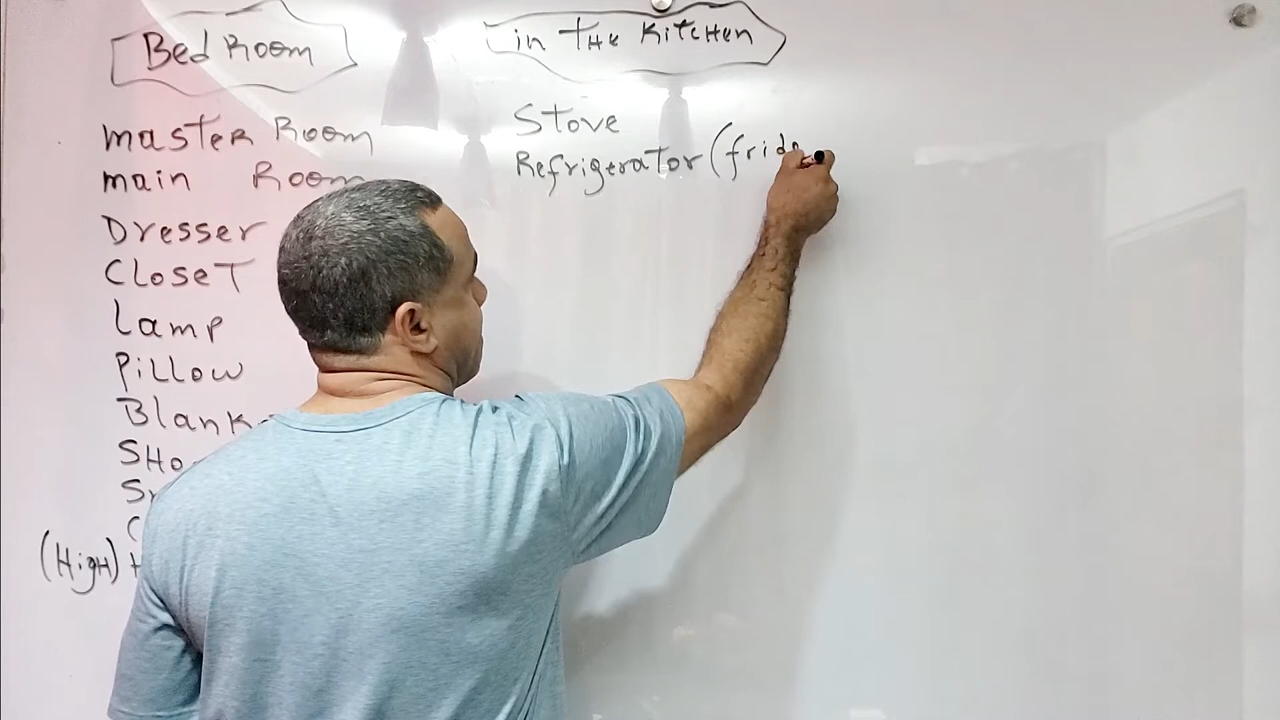 Bed Room
master Room
main Room
Dresser
Closet
Lamp
Pillow
(High)
in the kitchen
Stove
Refrigerator (frid